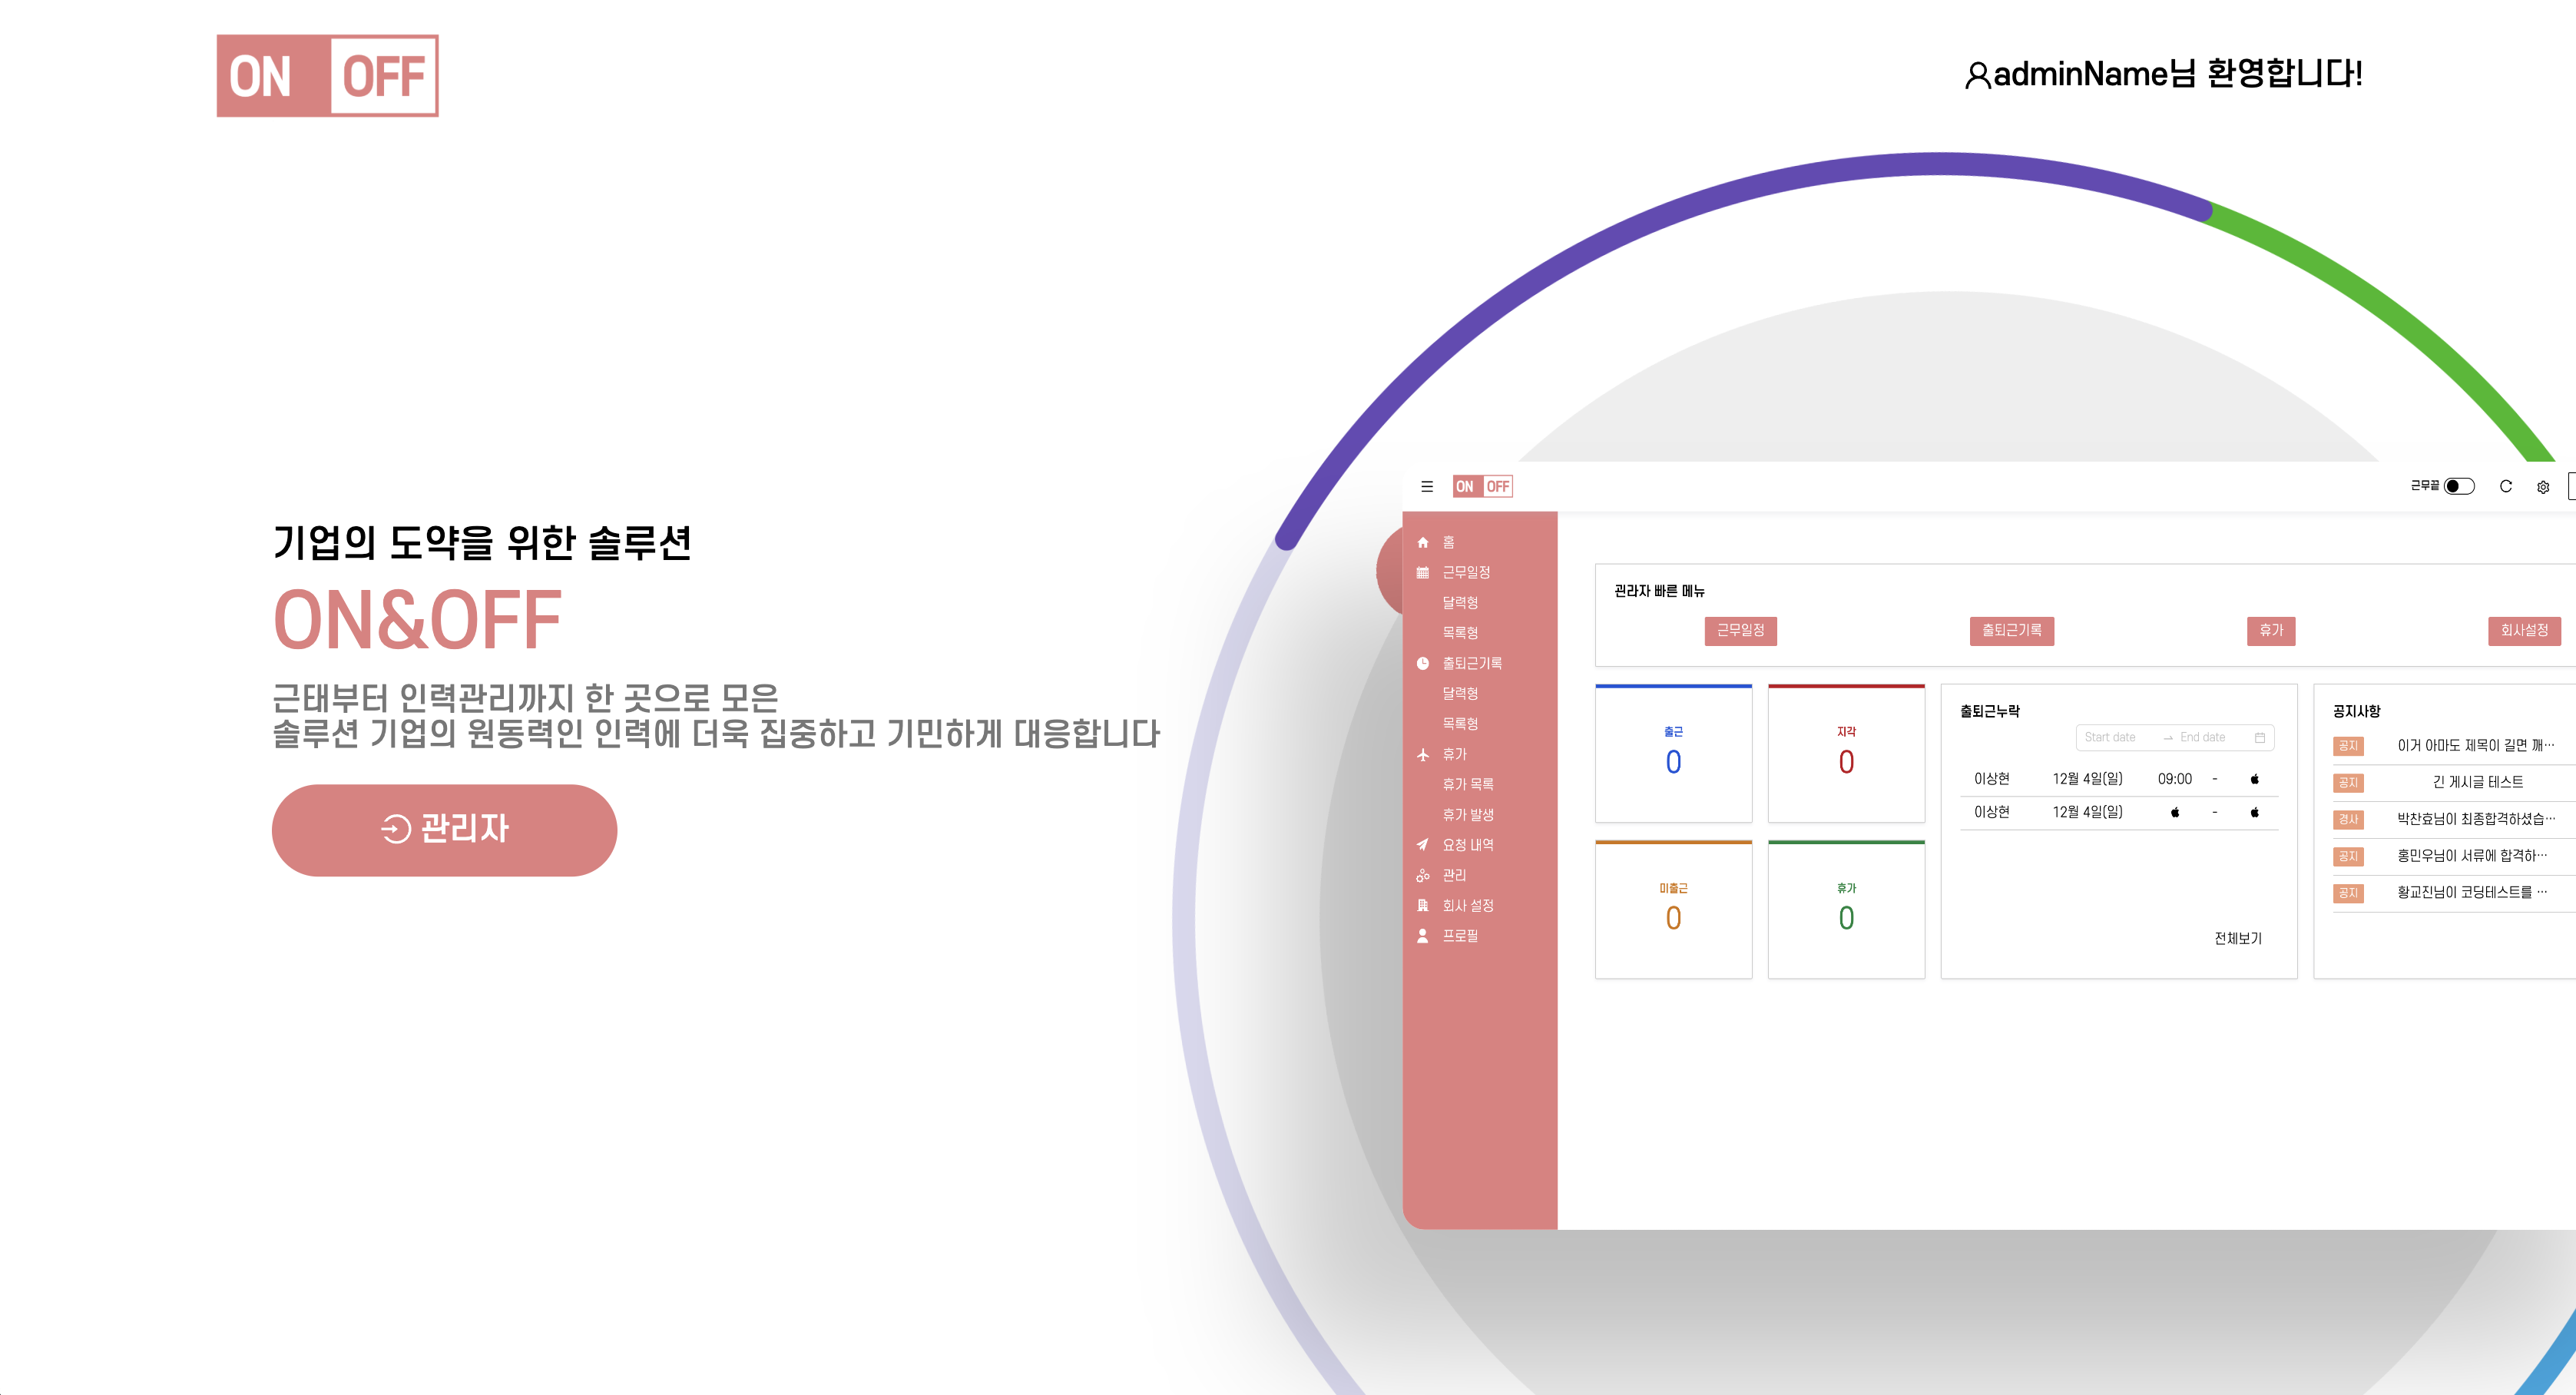 ON OFF
adminName님 환영합니다!
기업의 도약을 위한 솔루션
ON&OFF
근태부터 인력관리까지 한 곳으로 모은
솔루션 기업의 원동력인 인력에 더욱 집중하고 기민하게 대응합니다
관리자
ON OFF
근무끝
홈
근무일정
달력형
목록형
출퇴근기록
달력형
목록형
휴가
휴가 목록
휴가 발생
요청 내역
관리
회사 설정
프로필
관라자 빠른 메뉴
근무일정 출퇴근기록 휴가 회사설정
출근
0
지각
0
미출근
0
휴가
0
출퇴근누락
Start date → End date
이상현 12월 4일(일) 09:00 -
이상현 12월 4일(일) -
전체보기
공지사항
공지 이거 아마도 제목이 길면 깨…
공지 긴 게시글 테스트
경사 박찬효님이 최종합격하셨습…
공지 홍민우님이 서류에 합격하…
공지 황교진님이 코딩테스트를 …